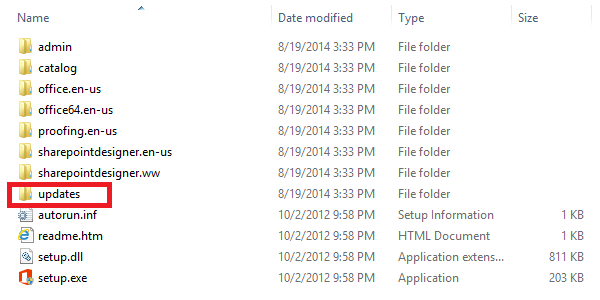 Name Date modified Type Size
admin 8/19/2014 3:33 PM File folder
catalog 8/19/2014 3:33 PM File folder
office.en-us 8/19/2014 3:33 PM File folder
office64.en-us 8/19/2014 3:33 PM File folder
proofing.en-us 8/19/2014 3:33 PM File folder
sharepointdesigner.en-us 8/19/2014 3:33 PM File folder
sharepointdesigner.ww 8/19/2014 3:33 PM File folder
updates 8/19/2014 3:33 PM File folder
autorun.inf 10/2/2012 9:58 PM Setup Information 1 KB
readme.htm 10/2/2012 9:58 PM HTML Document 1 KB
setup.dll 10/2/2012 9:58 PM Application extens... 811 KB
setup.exe 10/2/2012 9:58 PM Application 203 KB